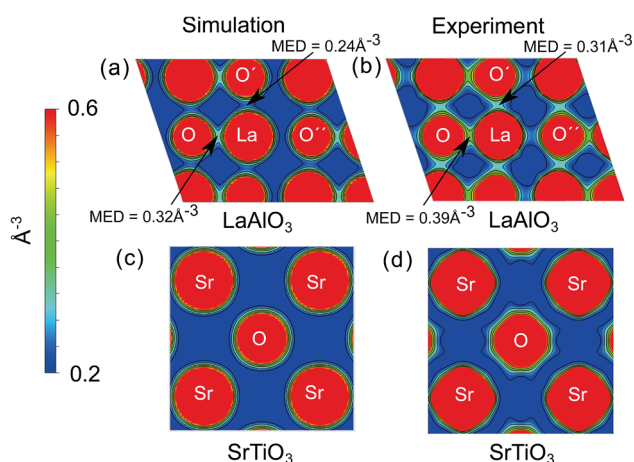 Simulation Experiment
MED = 0.24Å⁻³ MED = 0.31Å⁻³
(a) (b)
O´ O´
0.6
O La O´´ O La O´´
MED = 0.32Å⁻³ MED = 0.39Å⁻³
LaAlO₃ LaAlO₃
Å⁻³
(c) (d)
Sr Sr Sr Sr
O O
0.2
Sr Sr Sr Sr
SrTiO₃ SrTiO₃